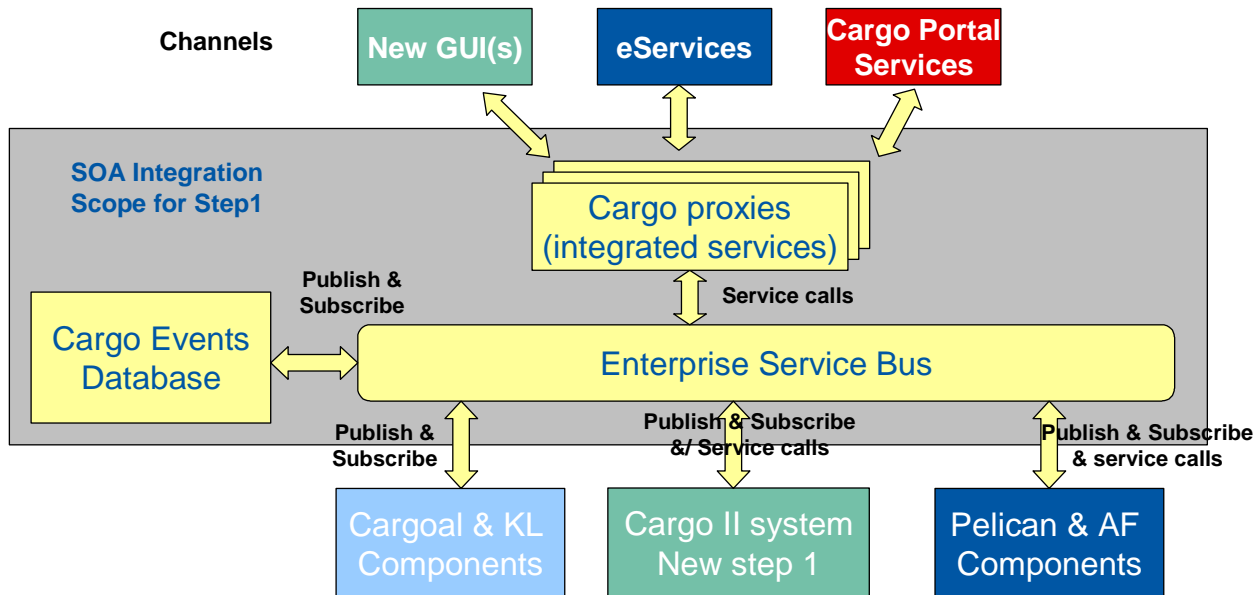 Channels
New GUI(s)
eServices
Cargo Portal
Services
SOA Integration
Scope for Step1
Cargo proxies
(integrated services)
Publish &
Subscribe
Service calls
Cargo Events
Database
Enterprise Service Bus
Publish &
Subscribe
Publish & Subscribe
&/ Service calls
Publish & Subscribe
& service calls
Cargoal & KL
Components
Cargo II system
New step 1
Pelican & AF
Components